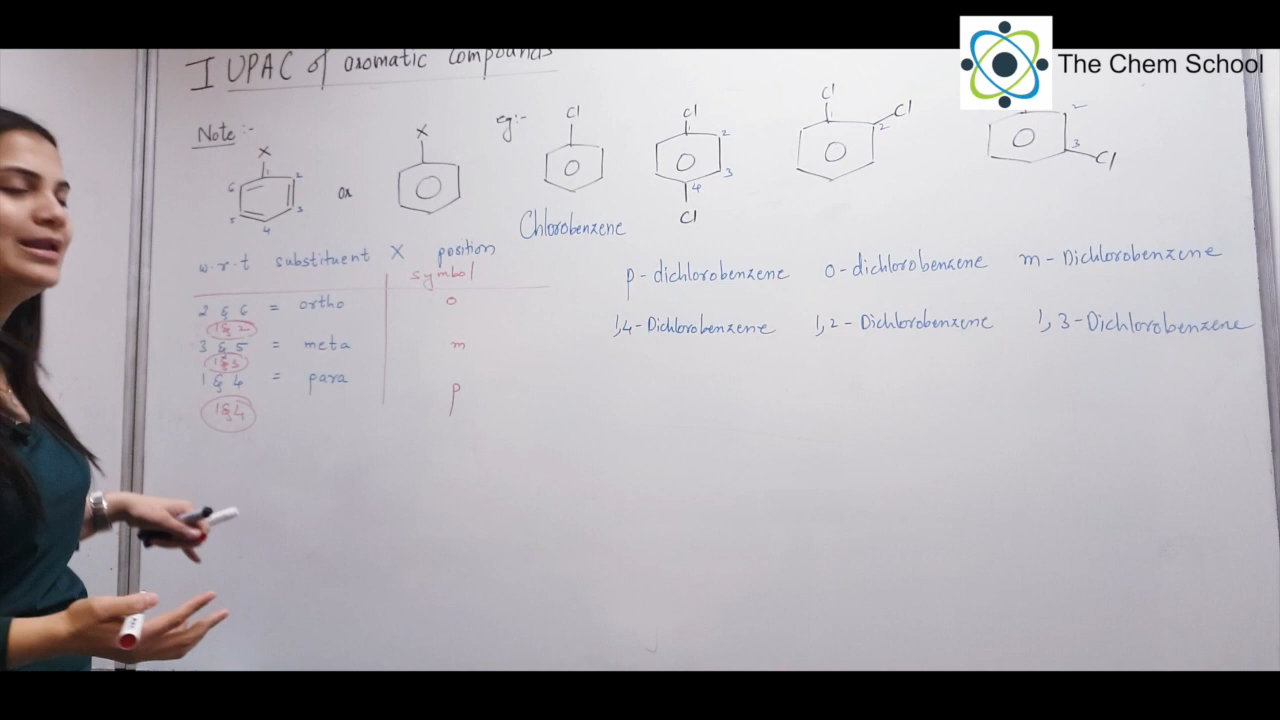 The Chem School
IUPAC of aromatic compounds
Note :-
eg:-
X
1
2
3
4
5
6
or
X
Cl
Chlorobenzene
Cl
1
2
3
4
Cl
p - dichlorobenzene
1,4-Dichlorobenzene
Cl
1
2
Cl
o-dichlorobenzene
1,2-Dichlorobenzene
2
3
Cl
m-Dichlorobenzene
1,3-Dichlorobenzene
w.r.t substituent X position
symbol
2 & 6 = ortho o
1&2
3 & 5 = meta m
1&3
1 & 4 = para p
1&4